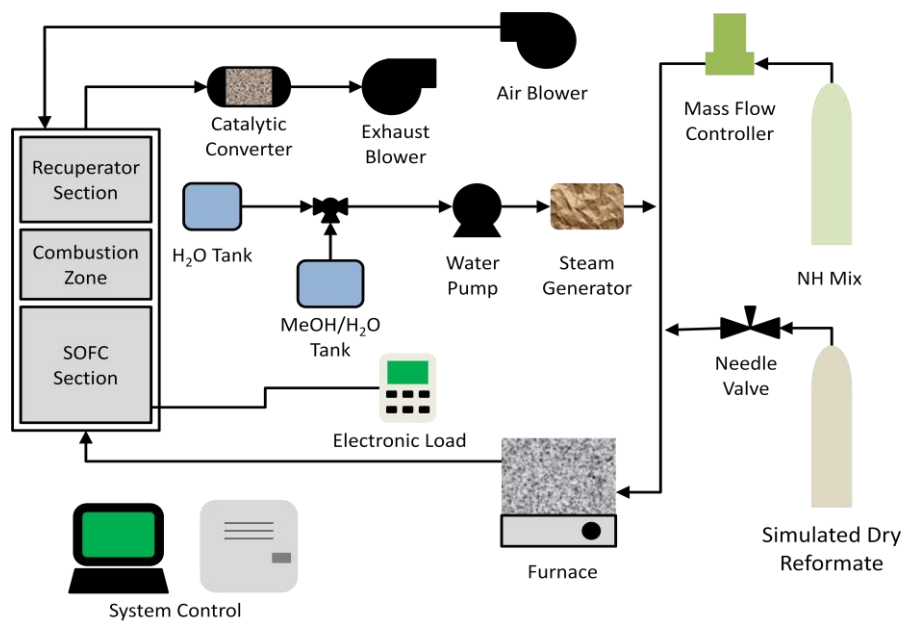 Air Blower
Mass Flow
Controller
Catalytic
Converter
Exhaust
Blower
Recuperator
Section
Combustion
Zone
SOFC
Section
H₂O Tank
MeOH/H₂O
Tank
Water
Pump
Steam
Generator
NH Mix
Needle
Valve
Electronic Load
Furnace
Simulated Dry
Reformate
System Control